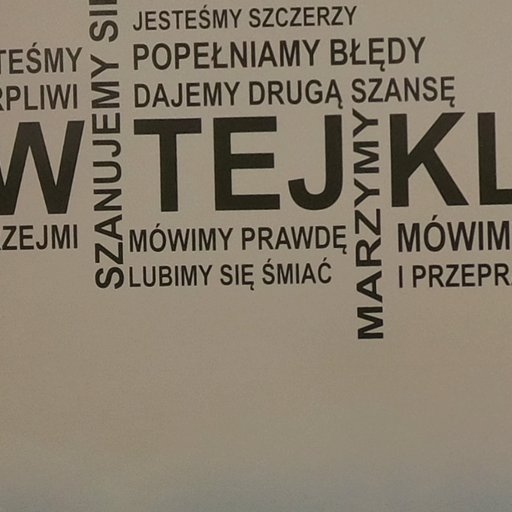 JESTEŚMY SZCZERZY
TEŚMY POPEŁNIAMY BŁĘDY
RPLIWI DAJEMY DRUGĄ SZANSĘ
SZANUJEMY SIĘ
W TEJ KL
MARZYMY
ZEJMI MÓWIMY PRAWDĘ MÓWIM
LUBIMY SIĘ ŚMIAĆ I PRZEPR